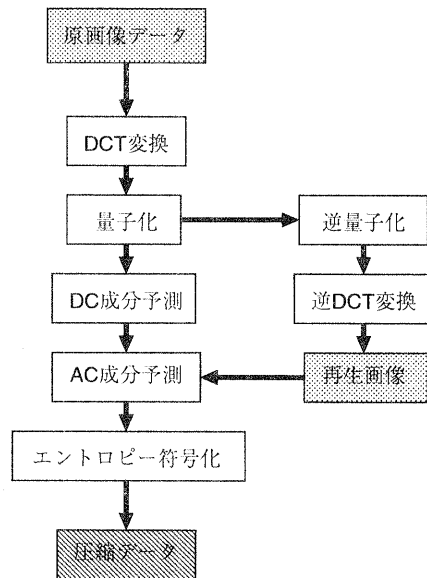 原画像データ
DCT変換
量子化
逆量子化
DC成分予測
逆DCT変換
AC成分予測
再生画像
エントロピー符号化
圧縮データ